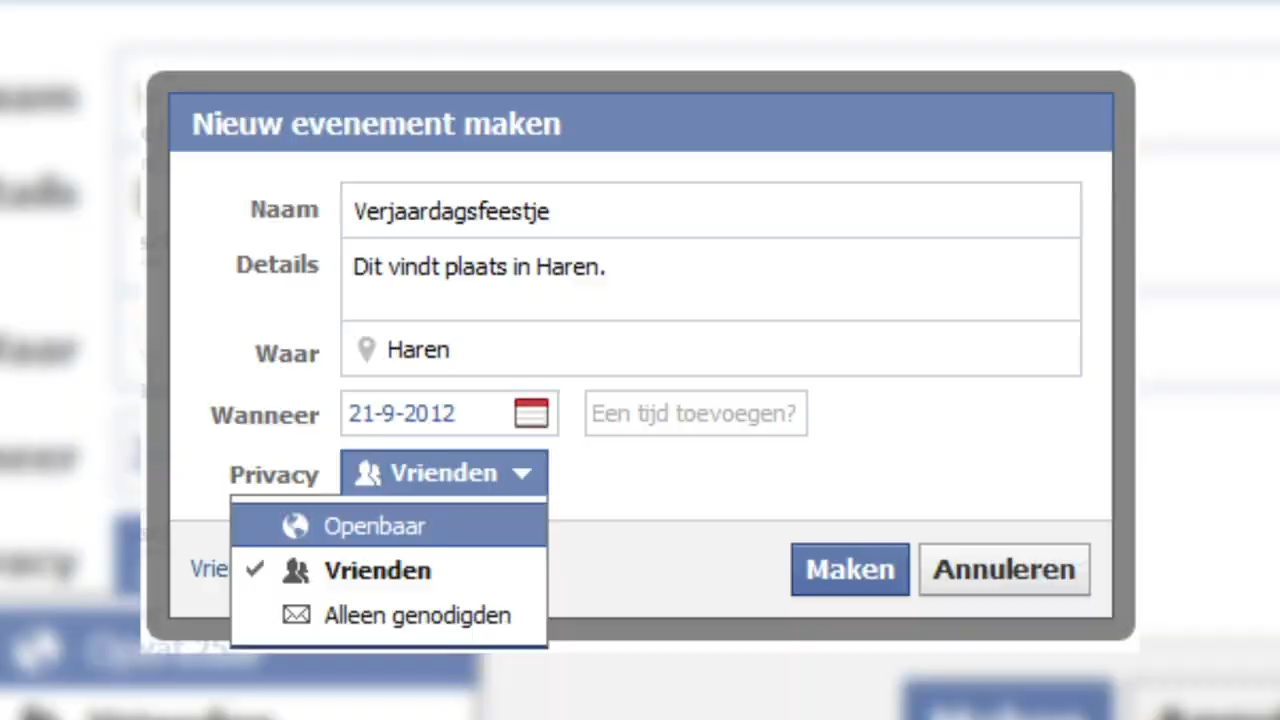 Nieuw evenement maken
Naam Verjaardagsfeestje
Details Dit vindt plaats in Haren.
Waar Haren
Wanneer 21-9-2012 Een tijd toevoegen?
Privacy Vrienden
Openbaar
Vrienden
Alleen genodigden
Maken Annuleren